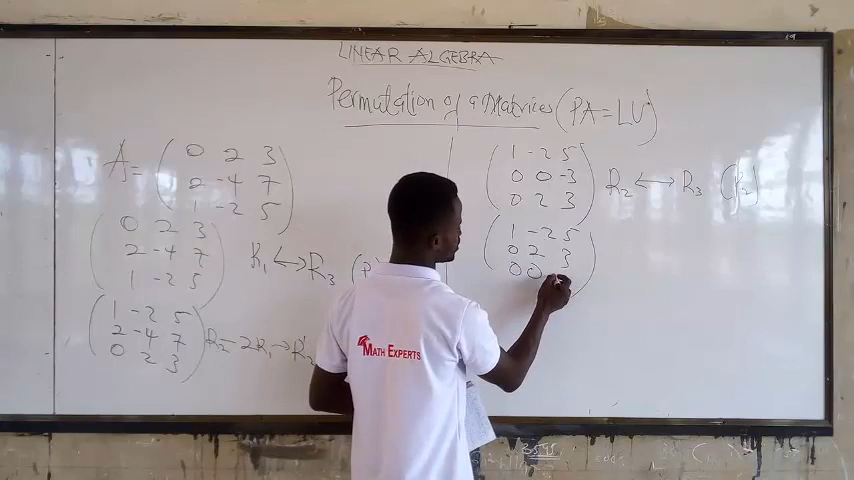 LINEAR ALGEBRA
Permutation of a Matrices (PA=LU)
A = ( 0 2 3
2 -4 7
1 -2 5 )
( 0 2 3
2 -4 7
1 -2 5 ) R1 ↔ R3 (P
( 1 -2 5
2 -4 7
0 2 3 ) R2 - 2R1 → R'2
( 1 -2 5
0 0 -3
0 2 3 ) R2 ↔ R3 (P2)
( 1 -2 5
0 2 3
0 0
MATH EXPERTS